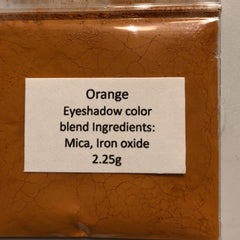 Orange
Eyeshadow color
blend Ingredients:
Mica, Iron oxide
2.25g